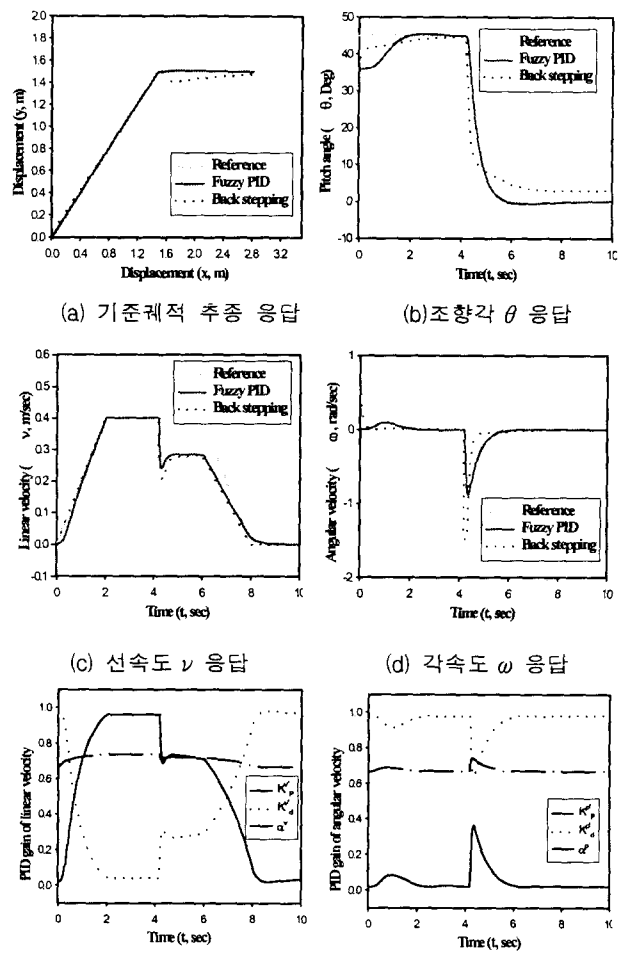 2.0
1.8
1.6
1.4
1.2
1.0
0.8
0.6
0.4
0.2
0.0
Displacement (y, m)
Reference
Fuzzy PID
Back stepping
0.0 0.4 0.8 1.2 1.6 2.0 2.4 2.8 3.2
Displacement (x, m)
50
40
30
20
10
0
-10
Pitch angle ( θ, Deg)
Reference
Fuzzy PID
Back stepping
0 2 4 6 8 10
Time(t, sec)
(a) 기준궤적 추종 응답
(b)조향각 θ 응답
0.6
0.5
0.4
0.3
0.2
0.1
0.0
-0.1
Linear velocity ( ν, m/sec)
Reference
Fuzzy PID
Back stepping
0 2 4 6 8 10
Time (t, sec)
1
0
-1
-2
Angular velocity ( ω, rad/sec)
Reference
Fuzzy PID
Back stepping
0 2 4 6 8 10
Time (t, sec)
(c) 선속도 ν 응답
(d) 각속도 ω 응답
1.0
0.8
0.6
0.4
0.2
0.0
PID gain of linear velocity
0 2 4 6 8 10
Time (t, sec)
1.0
0.8
0.6
0.4
0.2
0.0
PID gain of angular velocity
0 2 4 6 8 10
Time (t, sec)